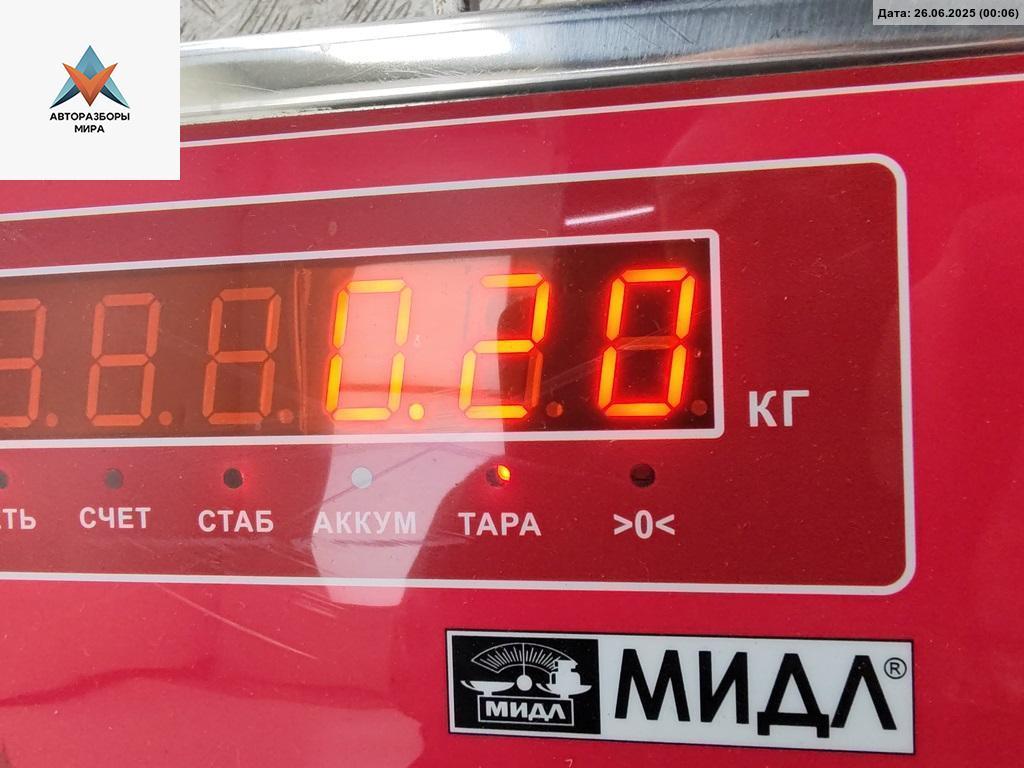 Дата: 26.06.2025 (00:06)
АВТОРАЗБОРЫ
МИРА
0.20
КГ
СЧЕТ СТАБ АККУМ ТАРА >0<
МИДЛ МИДЛ®